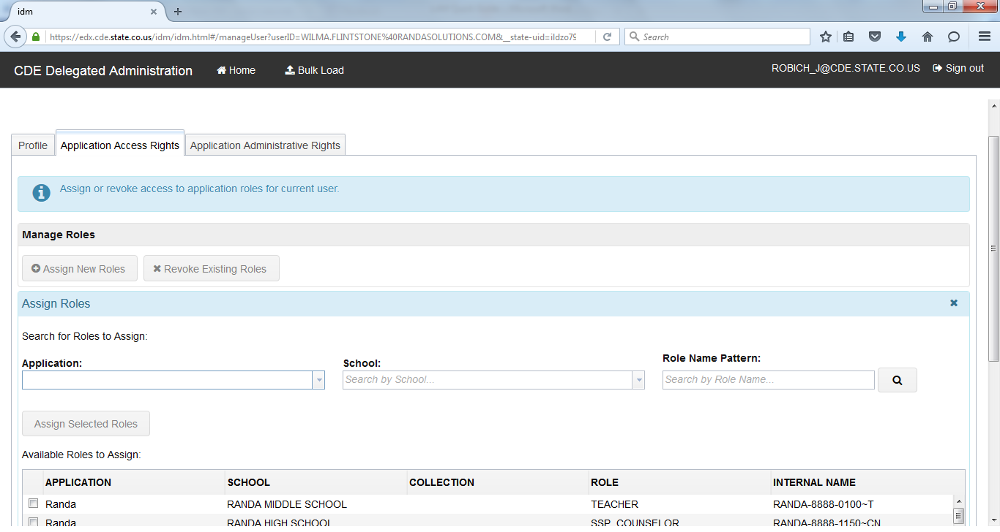 idm
https://edx.cde.state.co.us/idm/idm.html#/manageUser?userID=WILMA.FLINTSTONE%40RANDASOLUTIONS.COM&__state-uid=ildzo79
Search
CDE Delegated Administration
Home
Bulk Load
ROBICH_J@CDE.STATE.CO.US
Sign out
Profile
Application Access Rights
Application Administrative Rights
Assign or revoke access to application roles for current user.
Manage Roles
Assign New Roles
Revoke Existing Roles
Assign Roles
Search for Roles to Assign:
Application:
School:
Role Name Pattern:
Search by School...
Search by Role Name...
Assign Selected Roles
Available Roles to Assign:
APPLICATION SCHOOL COLLECTION ROLE INTERNAL NAME
Randa RANDA MIDDLE SCHOOL TEACHER RANDA-8888-0100~T
Randa RANDA HIGH SCHOOL SSP_COUNSELOR RANDA-8888-1150~CN